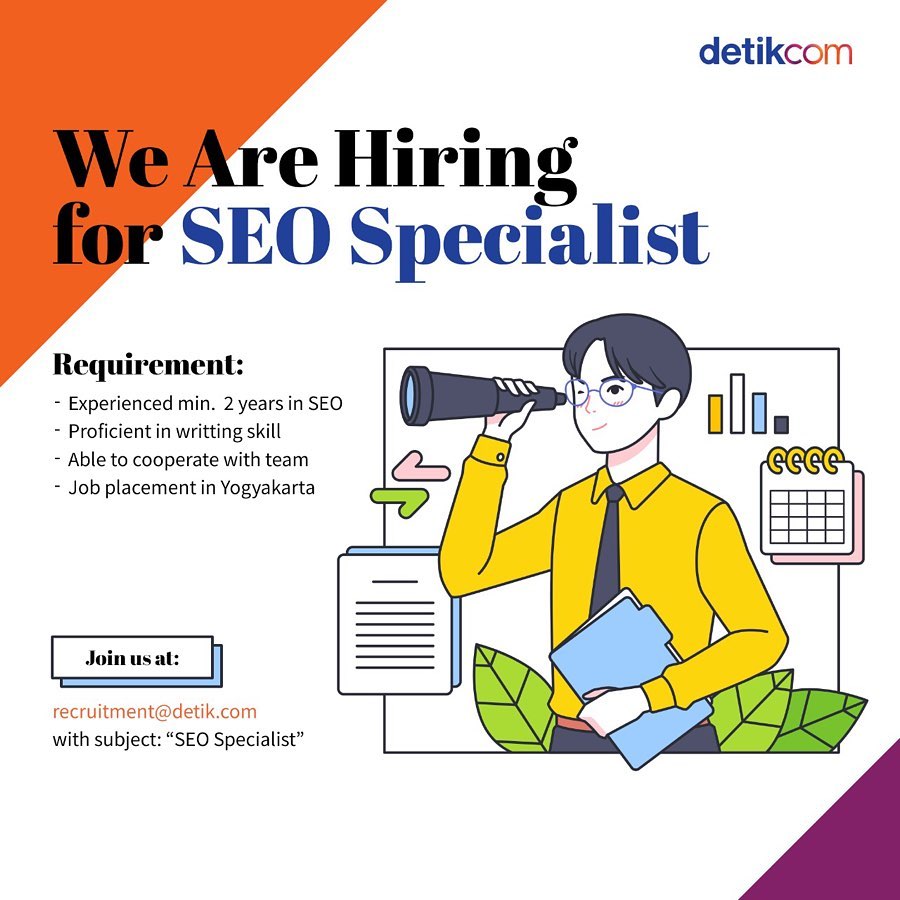 detikcom
We Are Hiring
for SEO Specialist
Requirement:
- Experienced min. 2 years in SEO
- Proficient in writting skill
- Able to cooperate with team
- Job placement in Yogyakarta
Join us at:
recruitment@detik.com
with subject: “SEO Specialist”